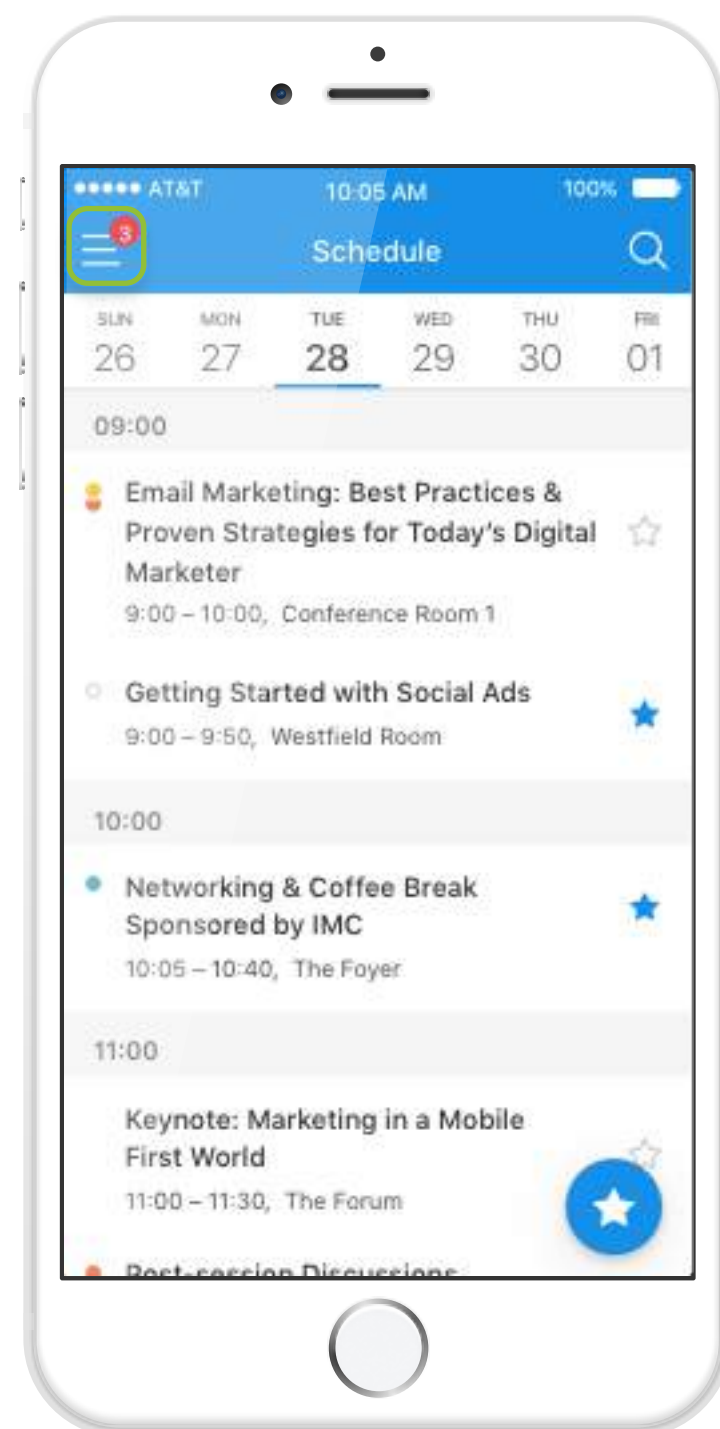 AT&T 10:05 AM 100%
3
Schedule
SUN MON TUE WED THU FRI
26 27 28 29 30 01
09:00
Email Marketing: Best Practices &
Proven Strategies for Today's Digital
Marketer
9:00 – 10:00, Conference Room 1
Getting Started with Social Ads
9:00 – 9:50, Westfield Room
10:00
Networking & Coffee Break
Sponsored by IMC
10:05 – 10:40, The Foyer
11:00
Keynote: Marketing in a Mobile
First World
11:00 – 11:30, The Forum
Post-session Discussions